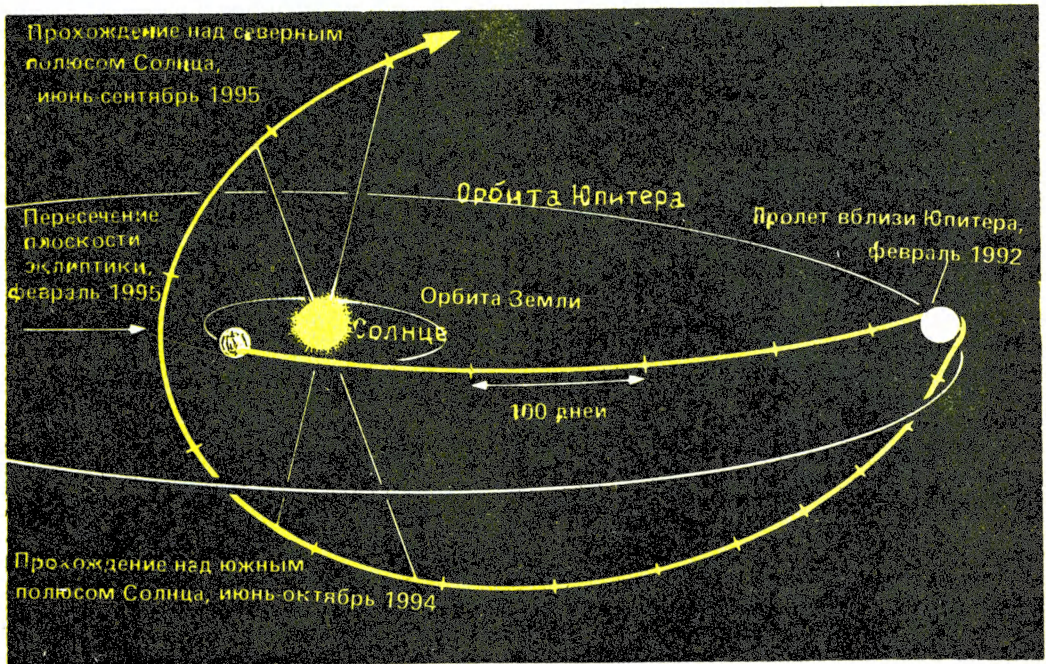 Прохождение над северным
полюсом Солнца,
июнь-сентябрь 1995
Орбита Юпитера
Пересечение
плоскости
эклиптики,
февраль 1995
Пролет вблизи Юпитера,
февраль 1992
Орбита Земли
Солнце
100 дней
Прохождение над южным
полюсом Солнца, июнь-октябрь 1994